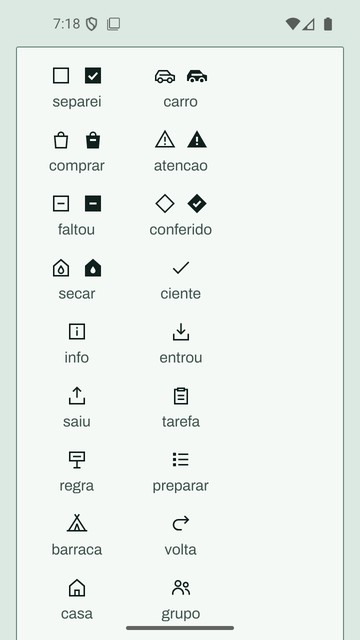 7:18
separei carro
comprar atencao
faltou conferido
secar ciente
info entrou
saiu tarefa
regra preparar
barraca volta
casa grupo